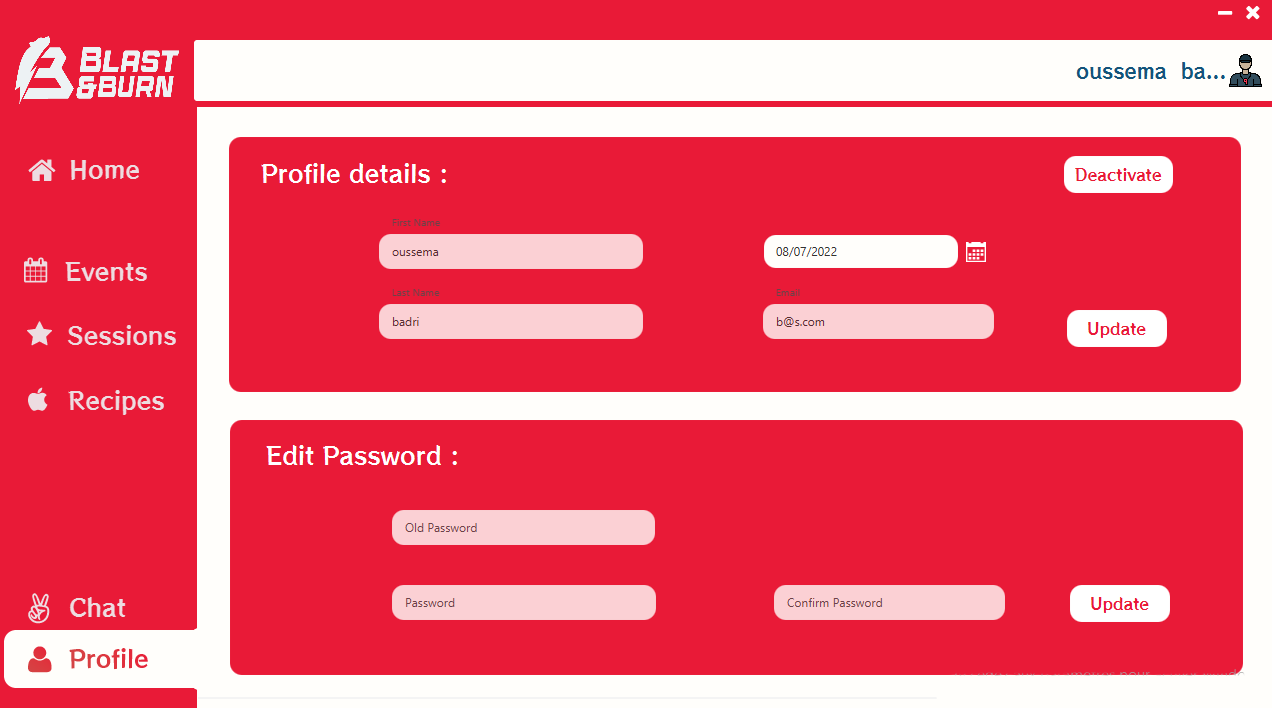 BLAST
&BURN
oussema ba...
Home
Events
Sessions
Recipes
Chat
Profile
Profile details :
Deactivate
First Name
oussema
08/07/2022
Last Name
Email
badri
b@s.com
Update
Edit Password :
Old Password
Password
Confirm Password
Update